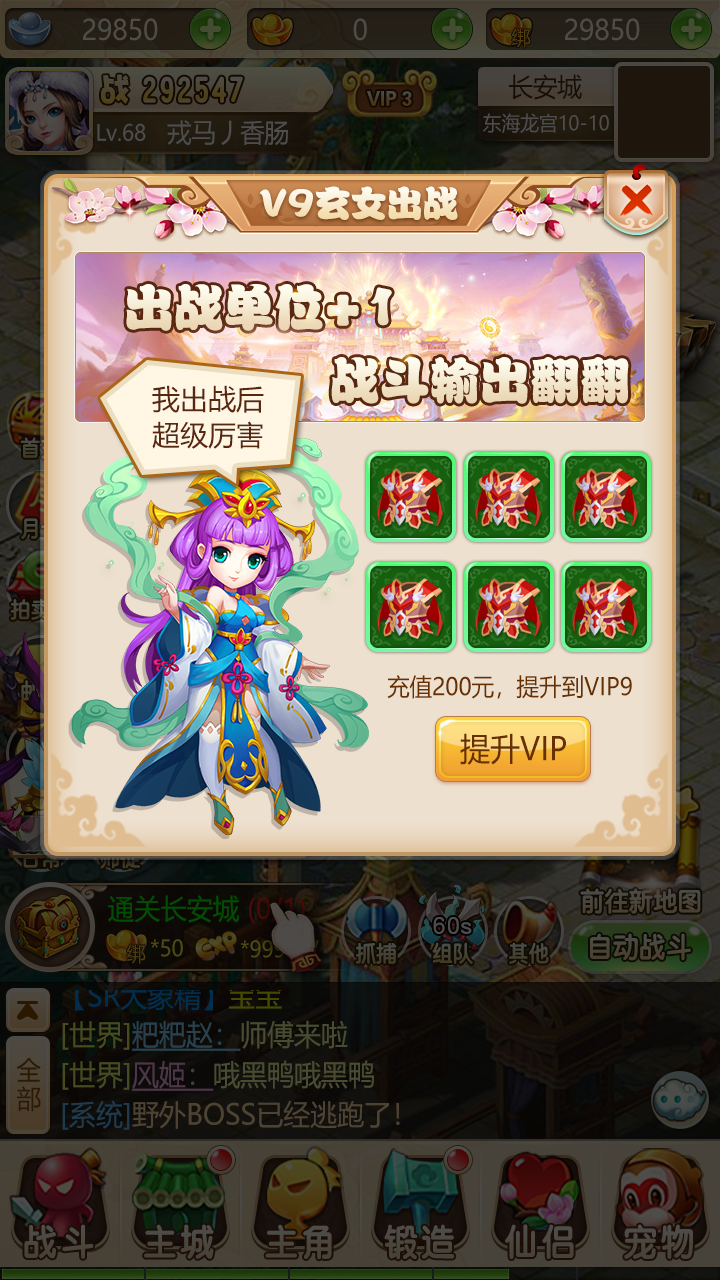 29850
0
绑
29850
战 292547
VIP 3
长安城
Lv.68 戎马丿香肠
东海龙宫10-10
V9玄女出战
出战单位+1
战斗输出翻翻
我出战后
超级厉害
充值200元，提升到VIP9
提升VIP
通关长安城
绑*50 EXP*999
抓捕
60s
组队
其他
前往新地图
自动战斗
【SR大象精】宝宝
[世界]粑粑赵：师傅来啦
[世界]风姬：哦黑鸭哦黑鸭
[系统]野外BOSS已经逃跑了！
全部
战斗
主城
主角
锻造
仙侣
宠物